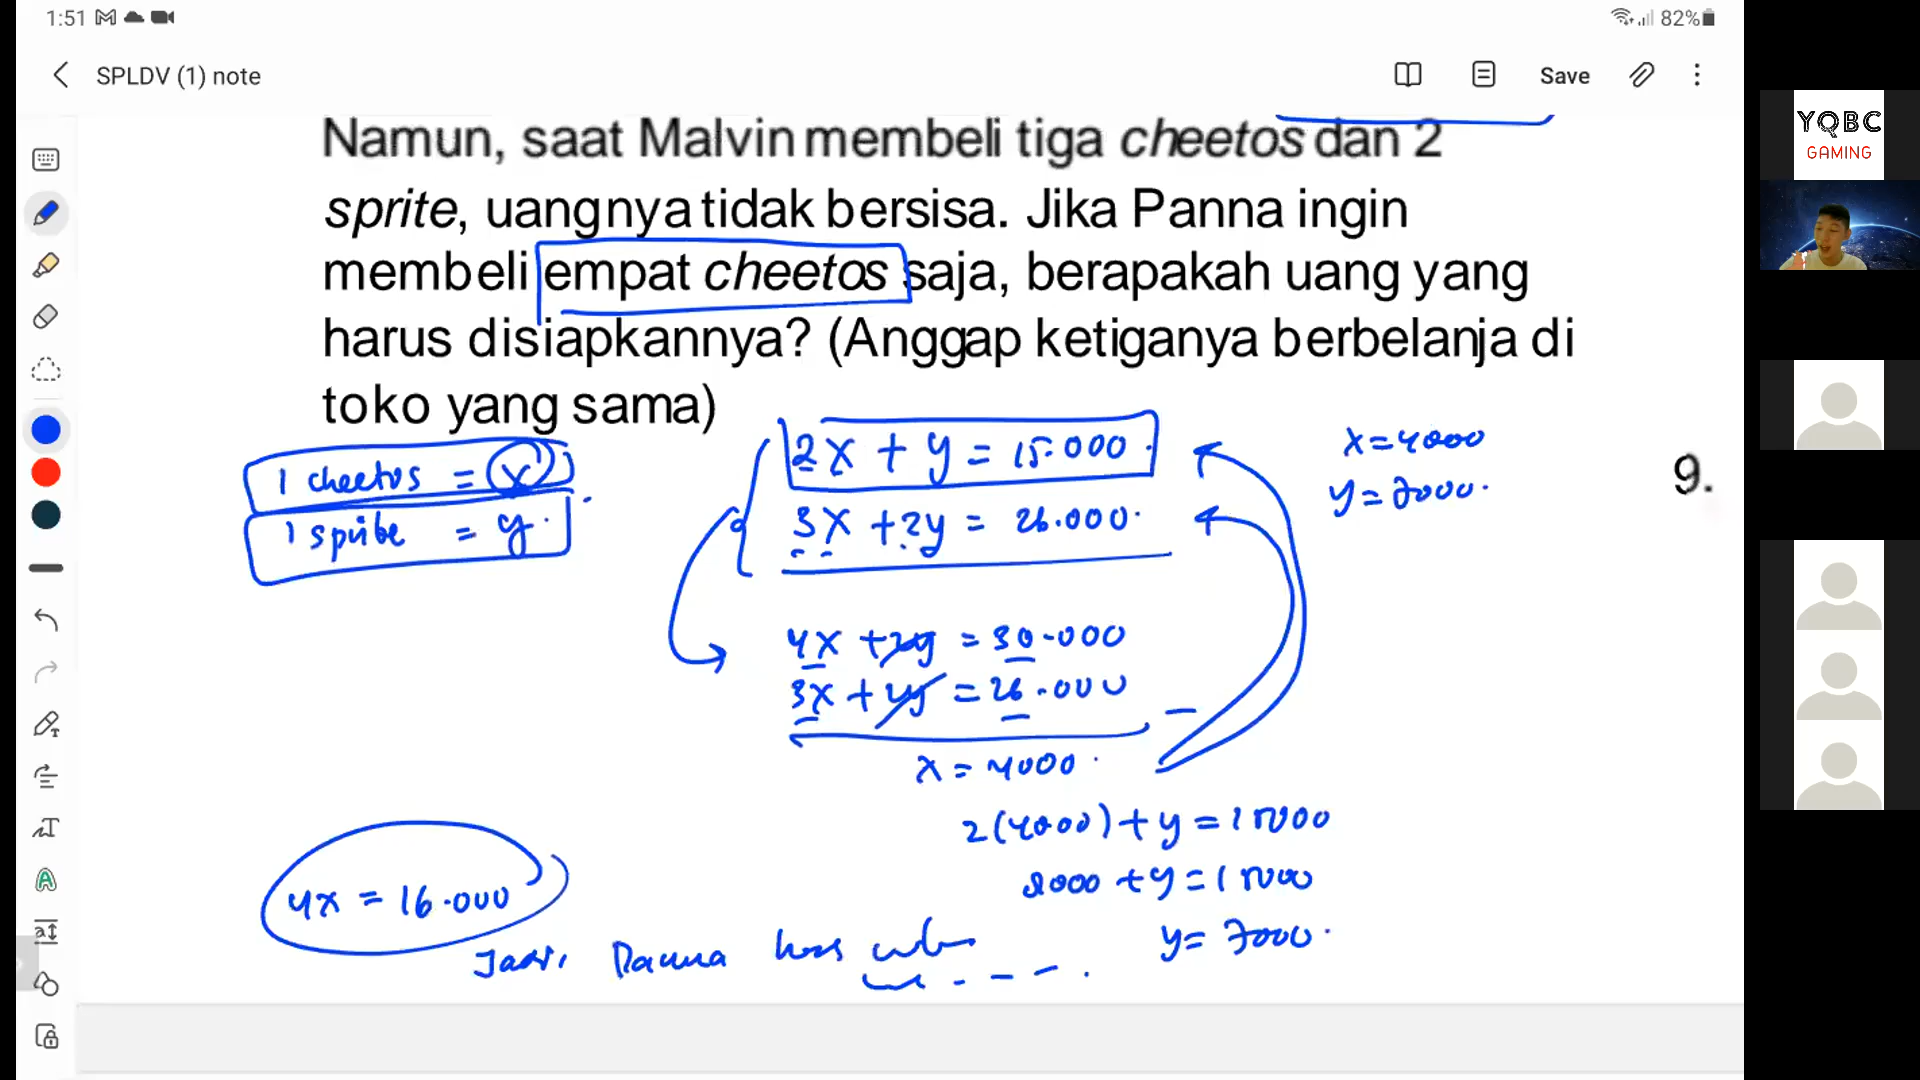 1:51
82%
SPLDV (1) note
Save
Namun, saat Malvin membeli tiga cheetos dan 2
sprite, uangnya tidak bersisa. Jika Panna ingin
membeli empat cheetos saja, berapakah uang yang
harus disiapkannya? (Anggap ketiganya berbelanja di
toko yang sama)
9.
1 cheetos = x
1 sprite = y
2x + y = 15.000
3x + 2y = 26.000
x = 4000
y = 7000
4x + 2y = 30.000
3x + 2y = 26.000
x = 4000
2(4000) + y = 15000
8000 + y = 15000
y = 7000
4x = 16.000
Jadi, Panna
YQBC
GAMING